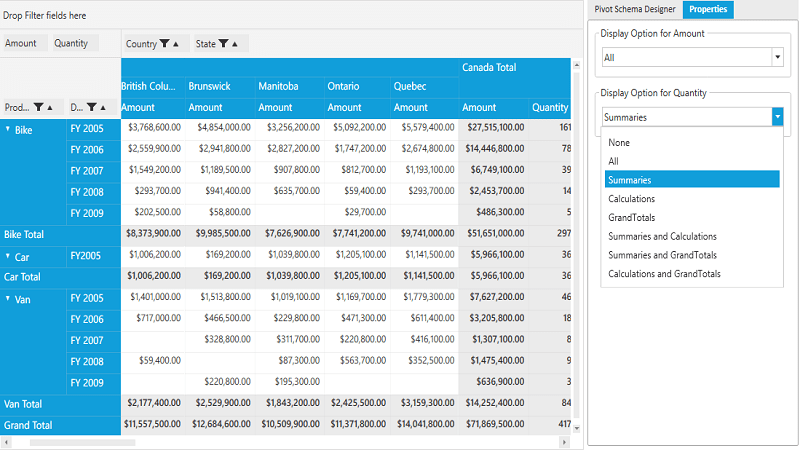 Drop Filter fields here
Pivot Schema Designer Properties
Amount Quantity Country State
Display Option for Amount
All
Canada Total
British Colu... Brunswick Manitoba Ontario Quebec
Prod... D... Amount Amount Amount Amount Amount Amount Quantity
Bike FY 2005 $3,768,600.00 $4,854,000.00 $3,256,200.00 $5,092,200.00 $5,579,400.00 $27,515,100.00 161
FY 2006 $2,559,900.00 $2,941,800.00 $2,827,200.00 $1,747,200.00 $2,674,800.00 $14,446,800.00 78
FY 2007 $1,549,200.00 $1,189,500.00 $907,800.00 $812,700.00 $1,193,100.00 $6,749,100.00 39
FY 2008 $293,700.00 $941,400.00 $635,700.00 $59,400.00 $293,700.00 $2,453,700.00 14
FY 2009 $202,500.00 $58,800.00 $29,700.00 $486,300.00 5
Bike Total $8,373,900.00 $9,985,500.00 $7,626,900.00 $7,741,200.00 $9,741,000.00 $51,651,000.00 297
Car FY2005 $1,006,200.00 $169,200.00 $1,039,800.00 $1,205,100.00 $1,141,500.00 $5,966,100.00 36
Car Total $1,006,200.00 $169,200.00 $1,039,800.00 $1,205,100.00 $1,141,500.00 $5,966,100.00 36
Van FY 2005 $1,401,000.00 $1,513,800.00 $1,019,100.00 $1,169,700.00 $1,779,300.00 $7,627,200.00 46
FY 2006 $717,000.00 $466,500.00 $229,800.00 $471,300.00 $611,400.00 $3,205,800.00 18
FY 2007 $328,800.00 $311,700.00 $220,800.00 $416,100.00 $1,307,100.00 8
FY 2008 $59,400.00 $87,300.00 $563,700.00 $352,500.00 $1,475,400.00 9
FY 2009 $220,800.00 $195,300.00 $636,900.00 3
Van Total $2,177,400.00 $2,529,900.00 $1,843,200.00 $2,425,500.00 $3,159,300.00 $14,252,400.00 84
Grand Total $11,557,500.00 $12,684,600.00 $10,509,900.00 $11,371,800.00 $14,041,800.00 $71,869,500.00 417
Display Option for Quantity
Summaries
None
All
Summaries
Calculations
GrandTotals
Summaries and Calculations
Summaries and GrandTotals
Calculations and GrandTotals